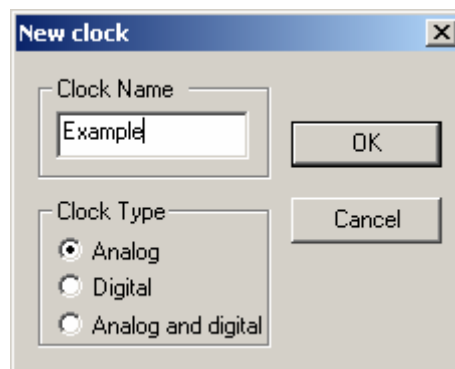 New clock
Clock Name
Example
OK
Clock Type
Cancel
Analog
Digital
Analog and digital